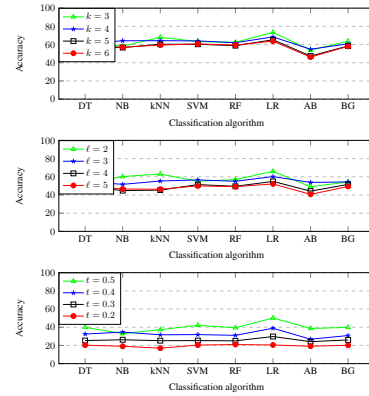 100
80
60
40
20
0
Accuracy
k = 3
k = 4
k = 5
k = 6
DT NB kNN SVM RF LR AB BG
Classification algorithm
100
80
60
40
20
0
Accuracy
ℓ = 2
ℓ = 3
ℓ = 4
ℓ = 5
DT NB kNN SVM RF LR AB BG
Classification algorithm
100
80
60
40
20
0
Accuracy
t = 0.5
t = 0.4
t = 0.3
t = 0.2
DT NB kNN SVM RF LR AB BG
Classification algorithm